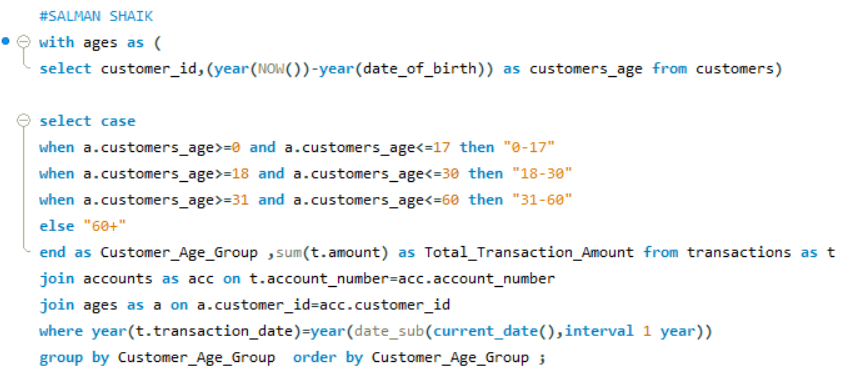 #SALMAN SHAIK
with ages as (
select customer_id,(year(NOW())-year(date_of_birth)) as customers_age from customers)
select case
when a.customers_age>=0 and a.customers_age<=17 then "0-17"
when a.customers_age>=18 and a.customers_age<=30 then "18-30"
when a.customers_age>=31 and a.customers_age<=60 then "31-60"
else "60+"
end as Customer_Age_Group ,sum(t.amount) as Total_Transaction_Amount from transactions as t
join accounts as acc on t.account_number=acc.account_number
join ages as a on a.customer_id=acc.customer_id
where year(t.transaction_date)=year(date_sub(current_date(),interval 1 year))
group by Customer_Age_Group  order by Customer_Age_Group ;